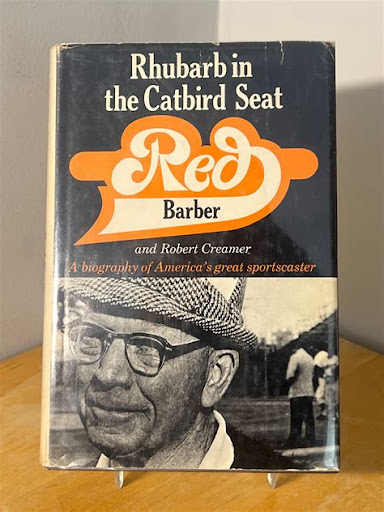 Rhubarb in
the Catbird Seat
Red
Barber
and Robert Creamer
A biography of America's great sportscaster